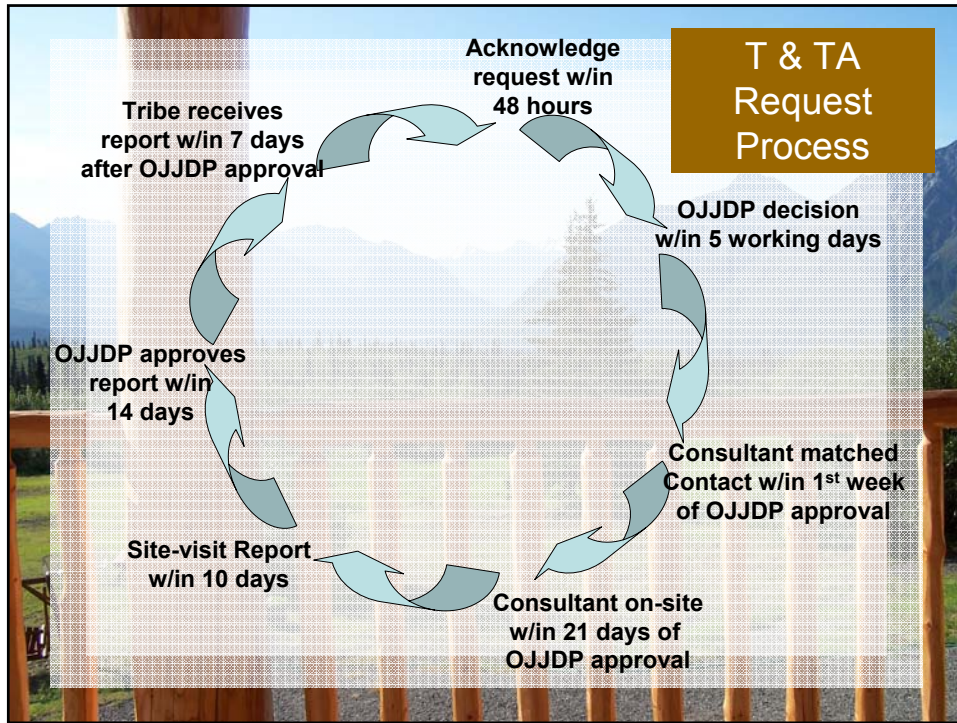 T & TA
Request
Process
Acknowledge
request w/in
48 hours
OJJDP decision
w/in 5 working days
Consultant matched
Contact w/in 1st week
of OJJDP approval
Consultant on-site
w/in 21 days of
OJJDP approval
Site-visit Report
w/in 10 days
OJJDP approves
report w/in
14 days
Tribe receives
report w/in 7 days
after OJJDP approval